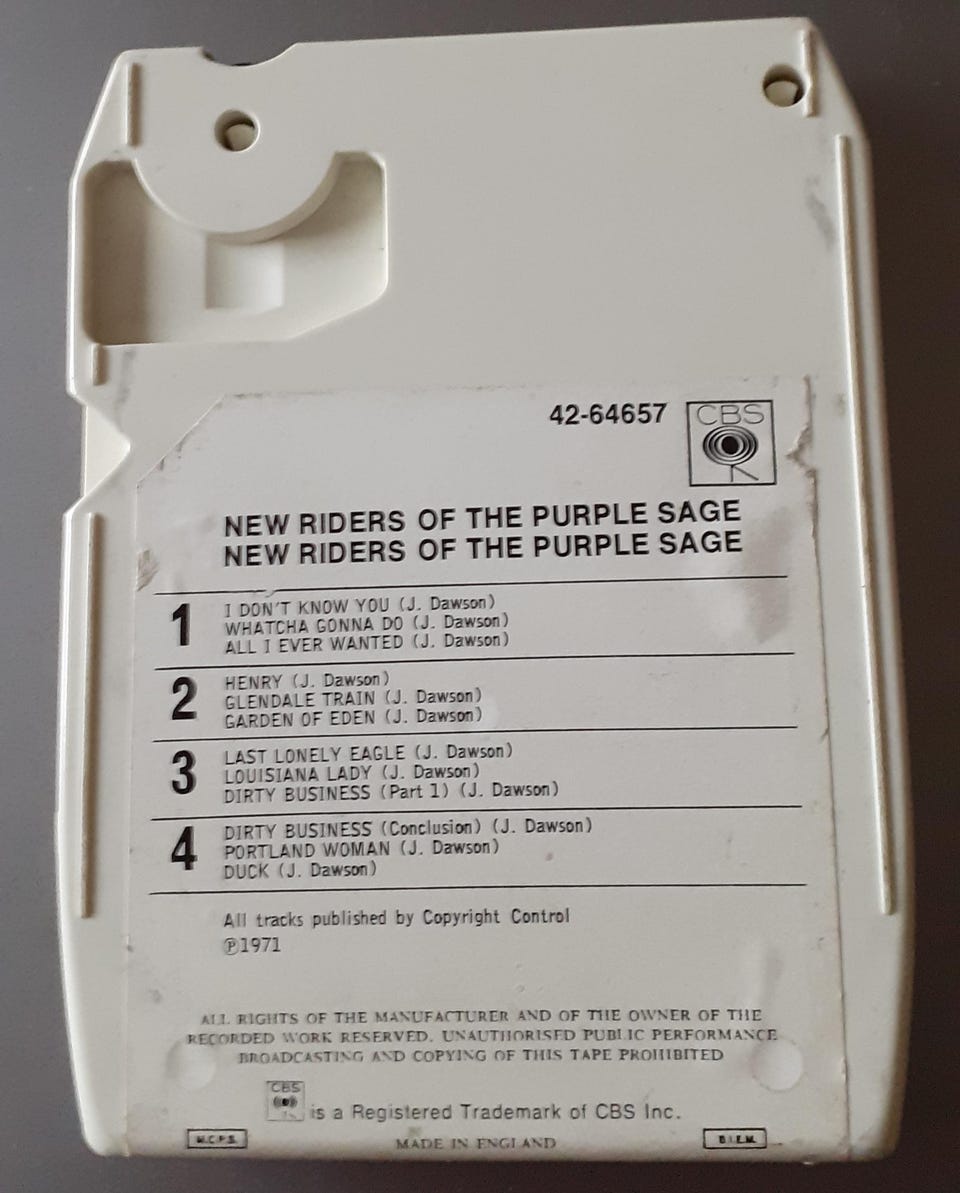 42-64657
CBS
NEW RIDERS OF THE PURPLE SAGE
NEW RIDERS OF THE PURPLE SAGE
1
I DON'T KNOW YOU (J. Dawson)
WHATCHA GONNA DO (J. Dawson)
ALL I EVER WANTED (J. Dawson)
2
HENRY (J. Dawson)
GLENDALE TRAIN (J. Dawson)
GARDEN OF EDEN (J. Dawson)
3
LAST LONELY EAGLE (J. Dawson)
LOUISIANA LADY (J. Dawson)
DIRTY BUSINESS (Part 1) (J. Dawson)
4
DIRTY BUSINESS (Conclusion) (J. Dawson)
PORTLAND WOMAN (J. Dawson)
DUCK (J. Dawson)
All tracks published by Copyright Control
℗1971
ALL RIGHTS OF THE MANUFACTURER AND OF THE OWNER OF THE
RECORDED WORK RESERVED. UNAUTHORISED PUBLIC PERFORMANCE
BROADCASTING AND COPYING OF THIS TAPE PROHIBITED
CBS
is a Registered Trademark of CBS Inc.
M.C.P.S. MADE IN ENGLAND B.I.E.M.